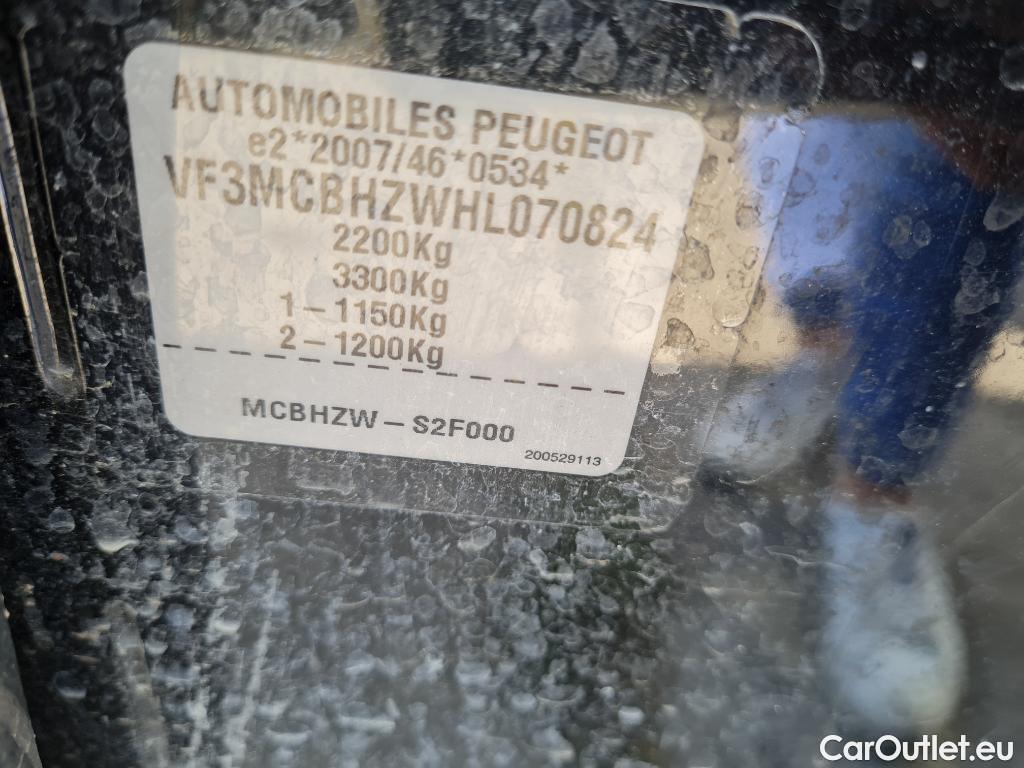 AUTOMOBILES PEUGEOT
e2*2007/46*0534*
VF3MCBHZWHL070824
2200Kg
3300Kg
1-1150Kg
2-1200Kg
MCBHZW-S2F000
200529113
CarOutlet.eu